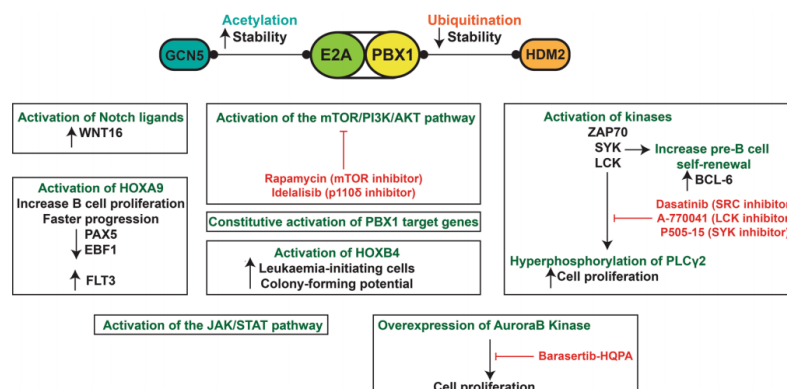 Acetylation
Stability
Ubiquitination
Stability
GCN5
E2A
PBX1
HDM2
Activation of Notch ligands
WNT16
Activation of HOXA9
Increase B cell proliferation
Faster progression
PAX5
EBF1
FLT3
Activation of the mTOR/PI3K/AKT pathway
Rapamycin (mTOR inhibitor)
Idelalisib (p110δ inhibitor)
Constitutive activation of PBX1 target genes
Activation of HOXB4
Leukaemia-initiating cells
Colony-forming potential
Activation of kinases
ZAP70
SYK
LCK
Increase pre-B cell
self-renewal
BCL-6
Dasatinib (SRC inhibitor)
A-770041 (LCK inhibitor)
P505-15 (SYK inhibitor)
Hyperphosphorylation of PLCγ2
Cell proliferation
Activation of the JAK/STAT pathway
Overexpression of AuroraB Kinase
Barasertib-HQPA
Cell proliferation